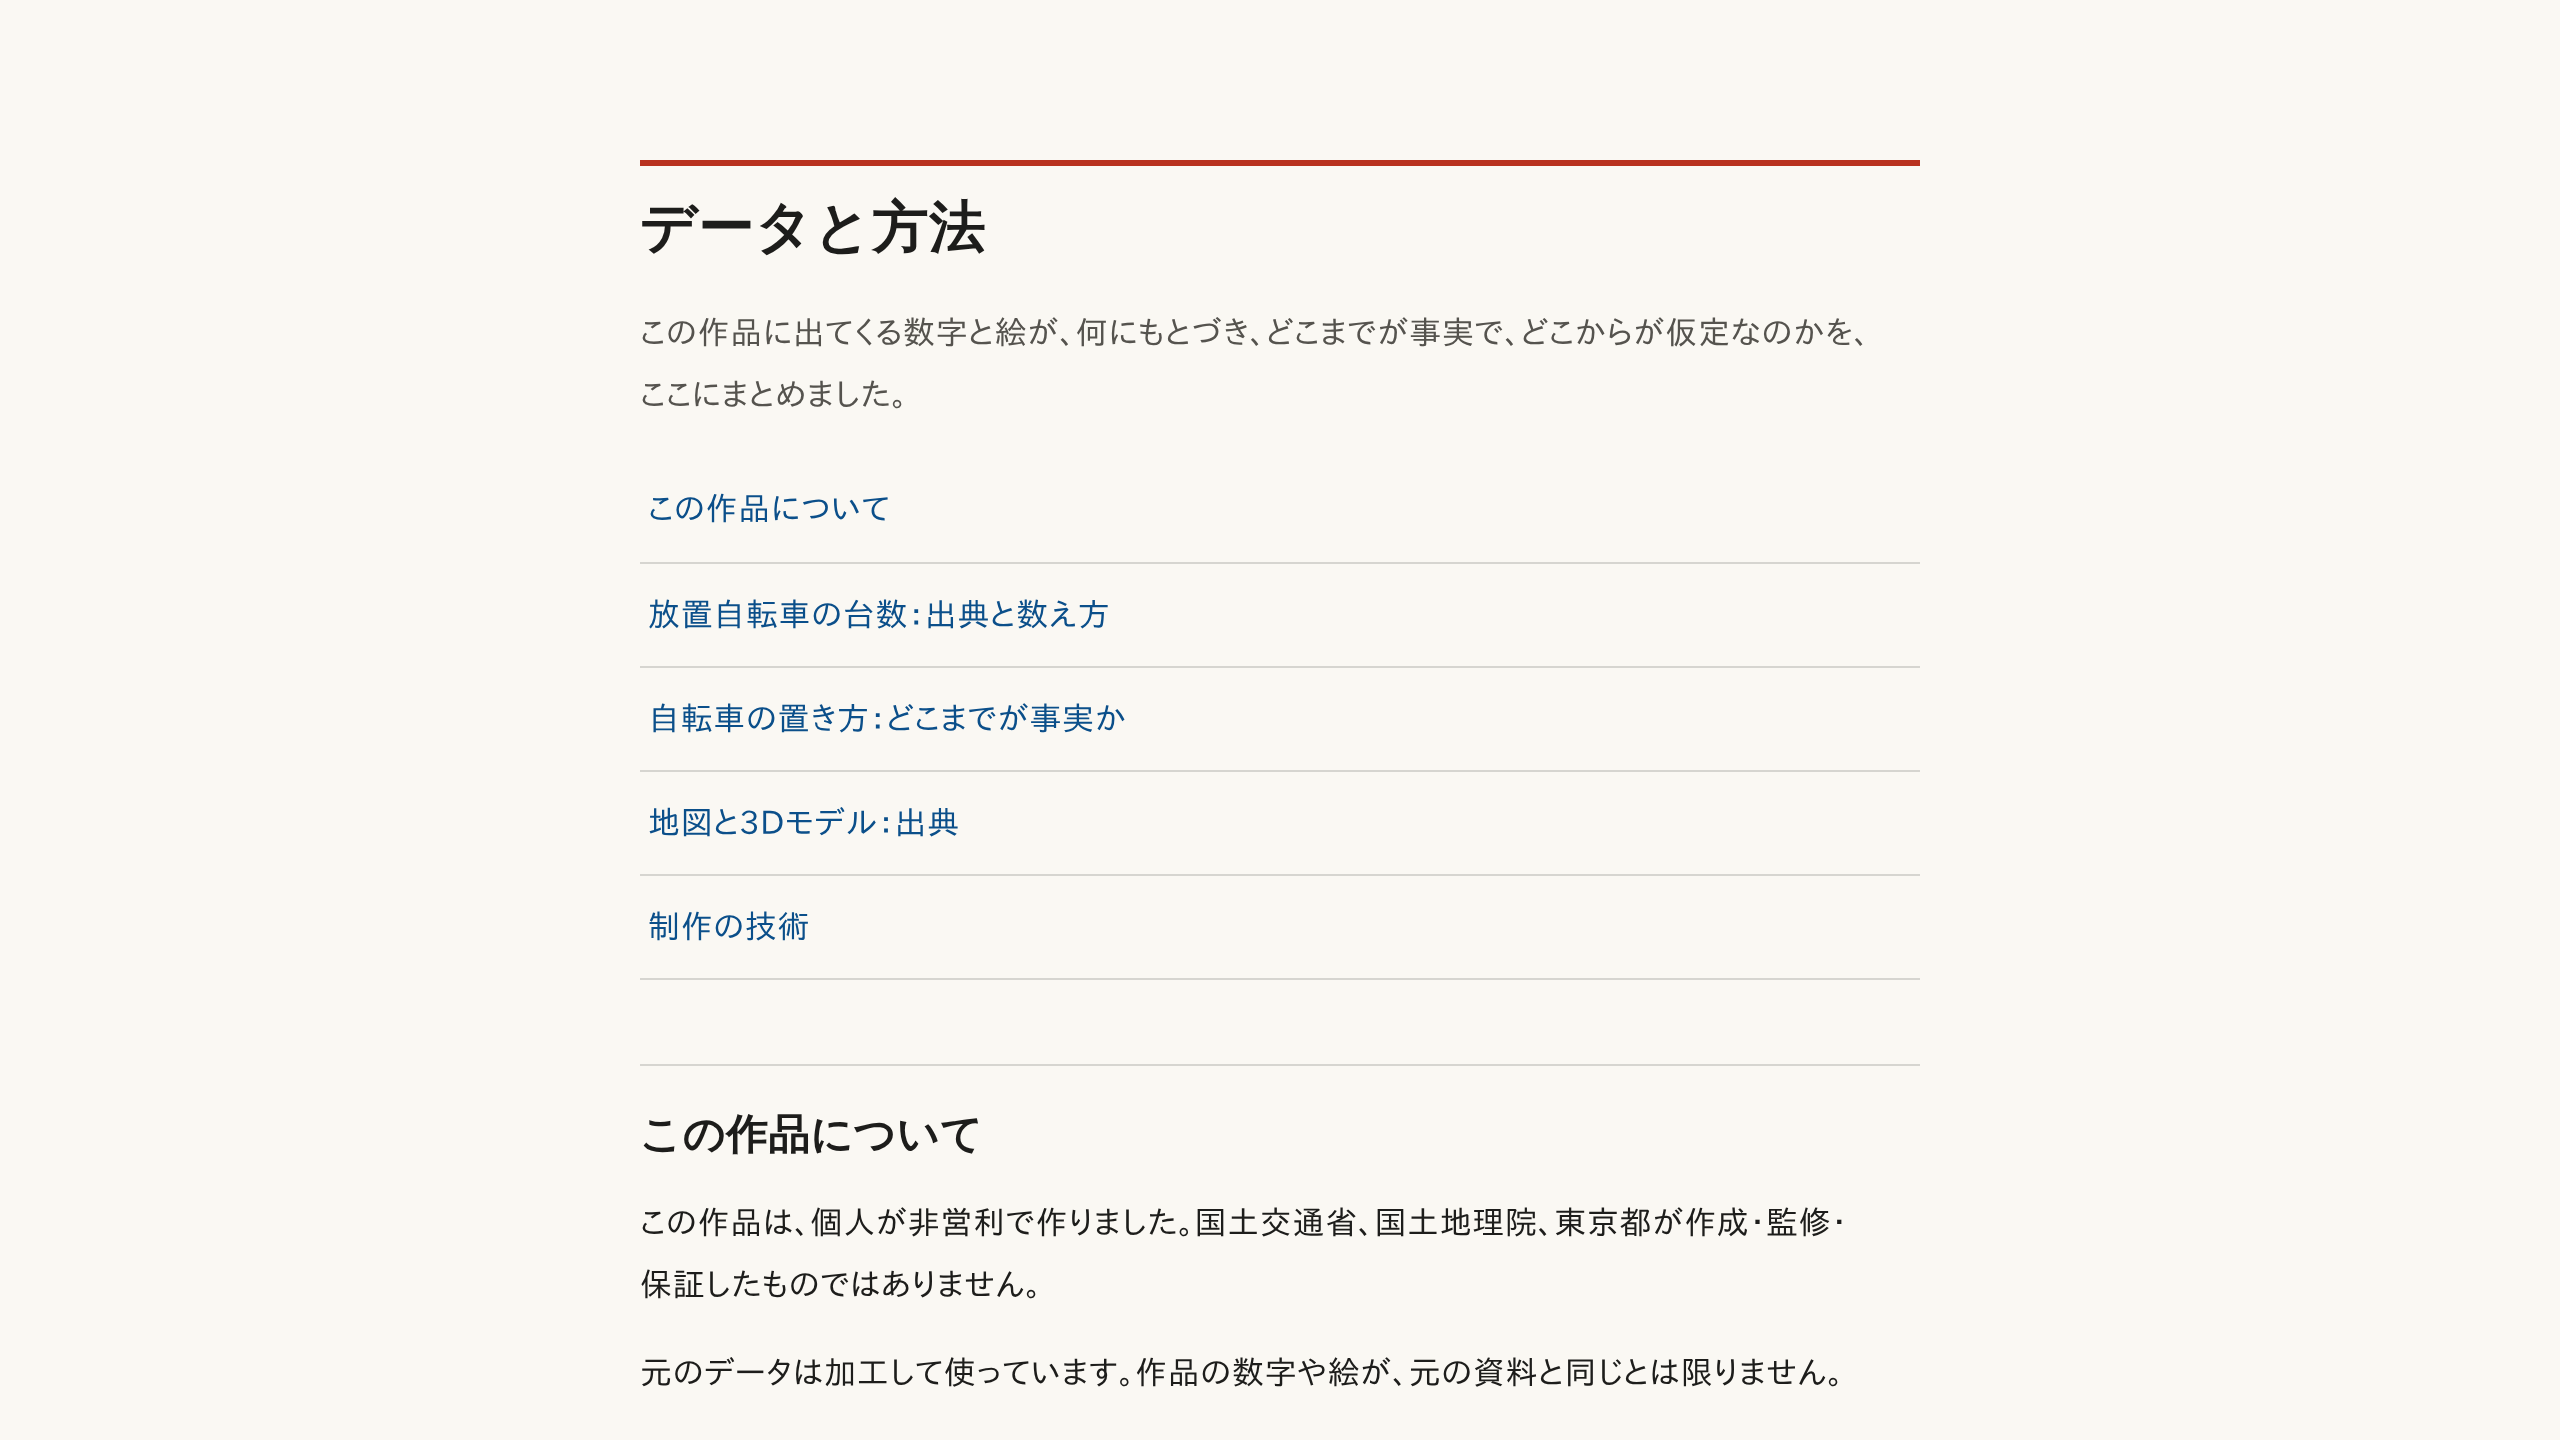 データと方法
この作品に出てくる数字と絵が、何にもとづき、どこまでが事実で、どこからが仮定なのかを、
ここにまとめました。
この作品について
放置自転車の台数：出典と数え方
自転車の置き方：どこまでが事実か
地図と3Dモデル：出典
制作の技術
この作品について
この作品は、個人が非営利で作りました。国土交通省、国土地理院、東京都が作成・監修・
保証したものではありません。
元のデータは加工して使っています。作品の数字や絵が、元の資料と同じとは限りません。